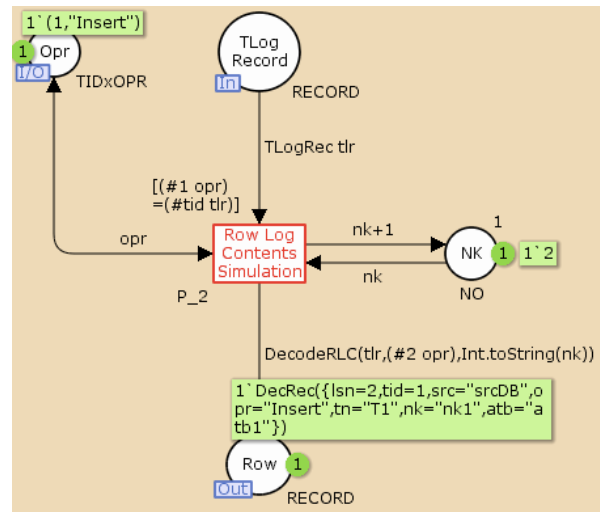 1`(1,"Insert")
1
Opr
I/O
TIDxOPR
TLog
Record
In
RECORD
TLogRec tlr
[(#1 opr)
=(#tid tlr)]
opr
Row Log
Contents
Simulation
P_2
nk+1
nk
1
NK
1
1`2
NO
DecodeRLC(tlr,(#2 opr),Int.toString(nk))
1`DecRec({lsn=2,tid=1,src="srcDB",o
pr="Insert",tn="T1",nk="nk1",atb="a
tb1"})
Row
1
Out
RECORD